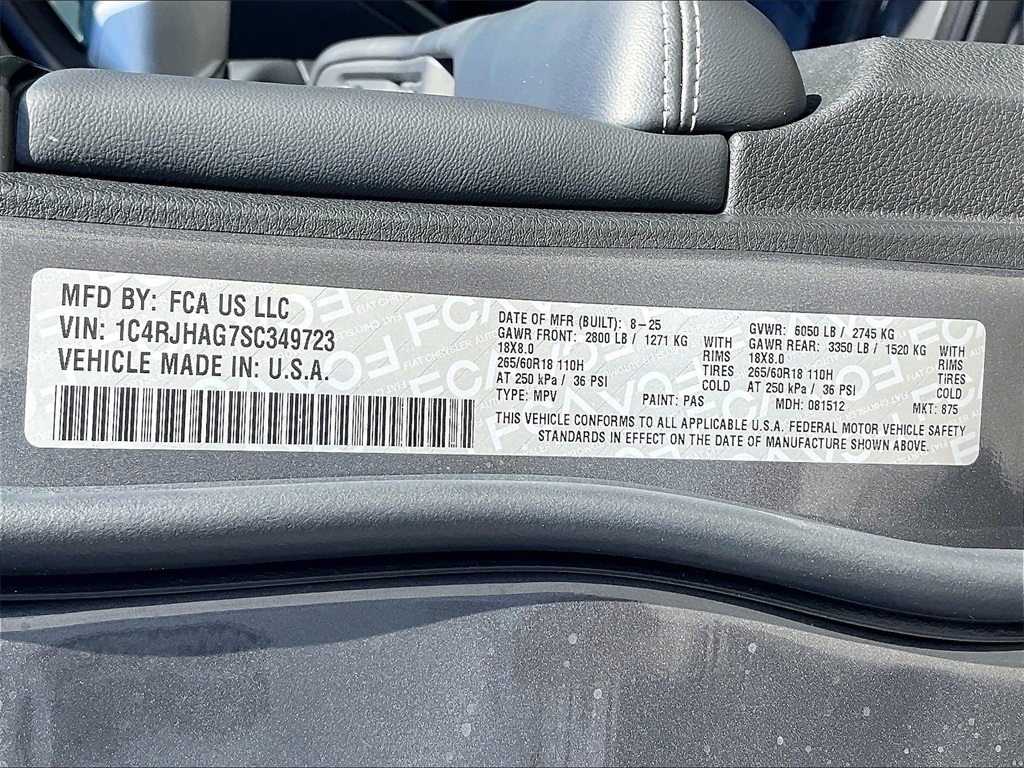 MFD BY: FCA US LLC
VIN: 1C4RJHAG7SC349723
VEHICLE MADE IN: U.S.A.
DATE OF MFR (BUILT): 8-25
GAWR FRONT: 2800 LB / 1271 KG WITH
18X8.0 RIMS
265/60R18 110H TIRES
AT 250 kPa / 36 PSI COLD
TYPE: MPV PAINT: PAS
GVWR: 6050 LB / 2745 KG
GAWR REAR: 3350 LB / 1520 KG WITH
18X8.0 RIMS
265/60R18 110H TIRES
AT 250 kPa / 36 PSI COLD
MDH: 081512 MKT: 875
THIS VEHICLE CONFORMS TO ALL APPLICABLE U.S.A. FEDERAL MOTOR VEHICLE SAFETY
STANDARDS IN EFFECT ON THE DATE OF MANUFACTURE SHOWN ABOVE.